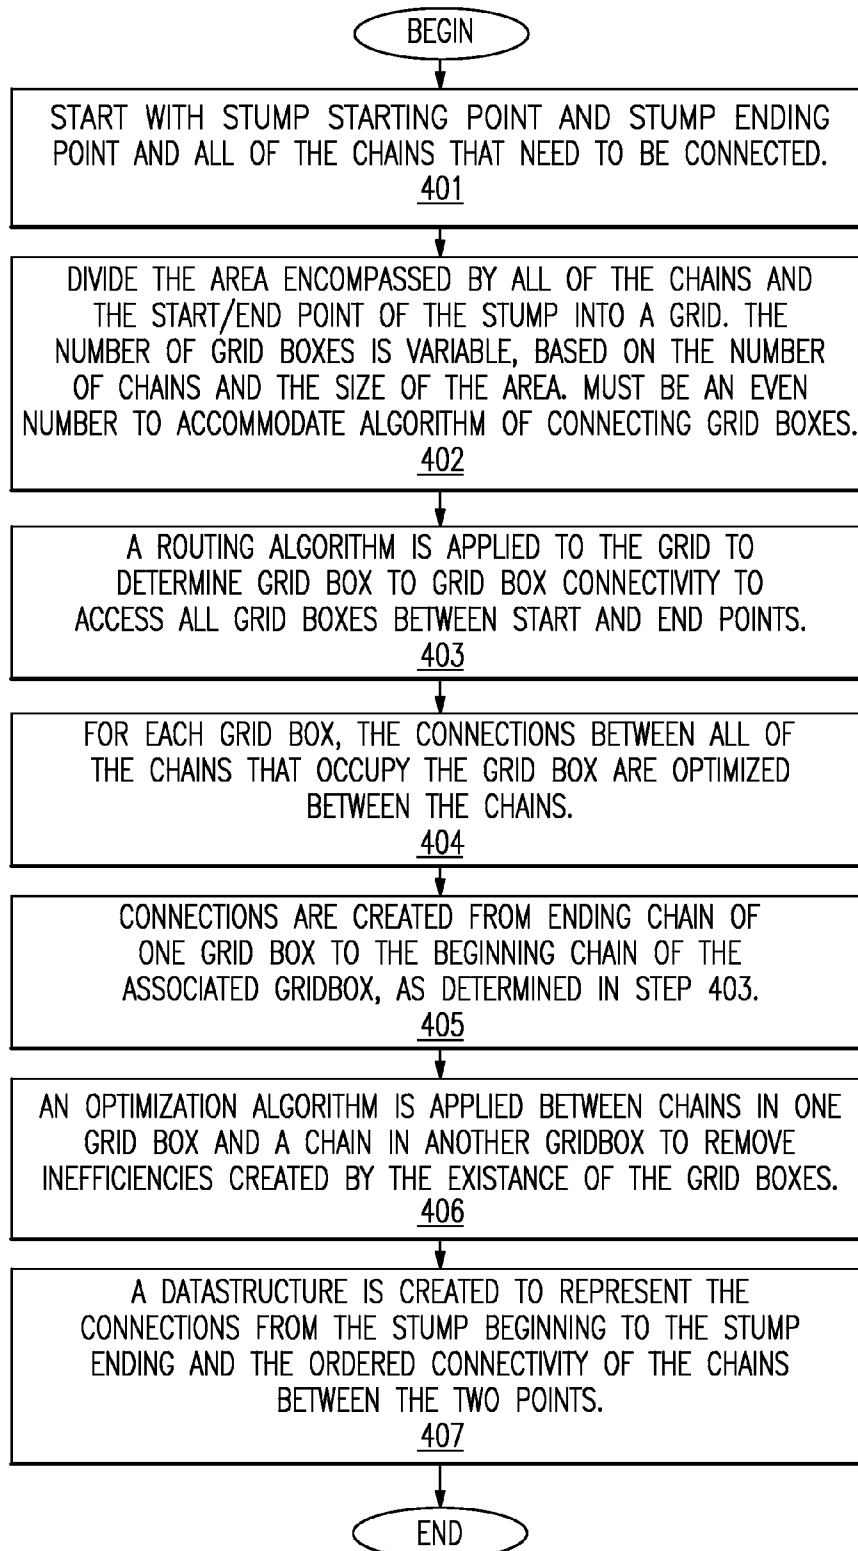 BEGIN
START WITH STUMP STARTING POINT AND STUMP ENDING
POINT AND ALL OF THE CHAINS THAT NEED TO BE CONNECTED.
401
DIVIDE THE AREA ENCOMPASSED BY ALL OF THE CHAINS AND
THE START/END POINT OF THE STUMP INTO A GRID. THE
NUMBER OF GRID BOXES IS VARIABLE, BASED ON THE NUMBER
OF CHAINS AND THE SIZE OF THE AREA. MUST BE AN EVEN
NUMBER TO ACCOMMODATE ALGORITHM OF CONNECTING GRID BOXES.
402
A ROUTING ALGORITHM IS APPLIED TO THE GRID TO
DETERMINE GRID BOX TO GRID BOX CONNECTIVITY TO
ACCESS ALL GRID BOXES BETWEEN START AND END POINTS.
403
FOR EACH GRID BOX, THE CONNECTIONS BETWEEN ALL OF
THE CHAINS THAT OCCUPY THE GRID BOX ARE OPTIMIZED
BETWEEN THE CHAINS.
404
CONNECTIONS ARE CREATED FROM ENDING CHAIN OF
ONE GRID BOX TO THE BEGINNING CHAIN OF THE
ASSOCIATED GRIDBOX, AS DETERMINED IN STEP 403.
405
AN OPTIMIZATION ALGORITHM IS APPLIED BETWEEN CHAINS IN ONE
GRID BOX AND A CHAIN IN ANOTHER GRIDBOX TO REMOVE
INEFFICIENCIES CREATED BY THE EXISTANCE OF THE GRID BOXES.
406
A DATASTRUCTURE IS CREATED TO REPRESENT THE
CONNECTIONS FROM THE STUMP BEGINNING TO THE STUMP
ENDING AND THE ORDERED CONNECTIVITY OF THE CHAINS
BETWEEN THE TWO POINTS.
407
END